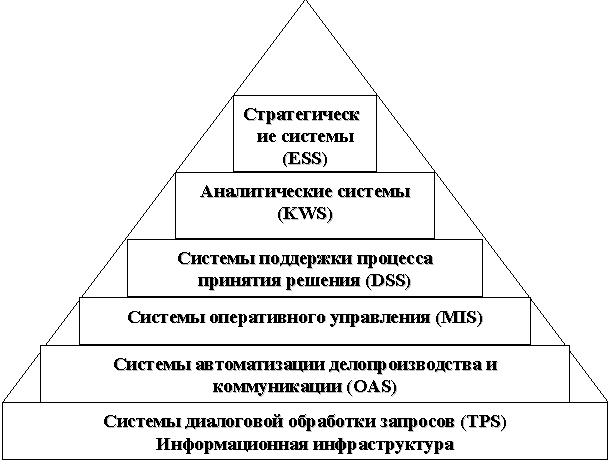 Стратегическ
ие системы
(ESS)
Аналитические системы
(KWS)
Системы поддержки процесса
принятия решения (DSS)
Системы оперативного управления (MIS)
Системы автоматизации делопроизводства и
коммуникации (OAS)
Системы диалоговой обработки запросов (TPS)
Информационная инфраструктура